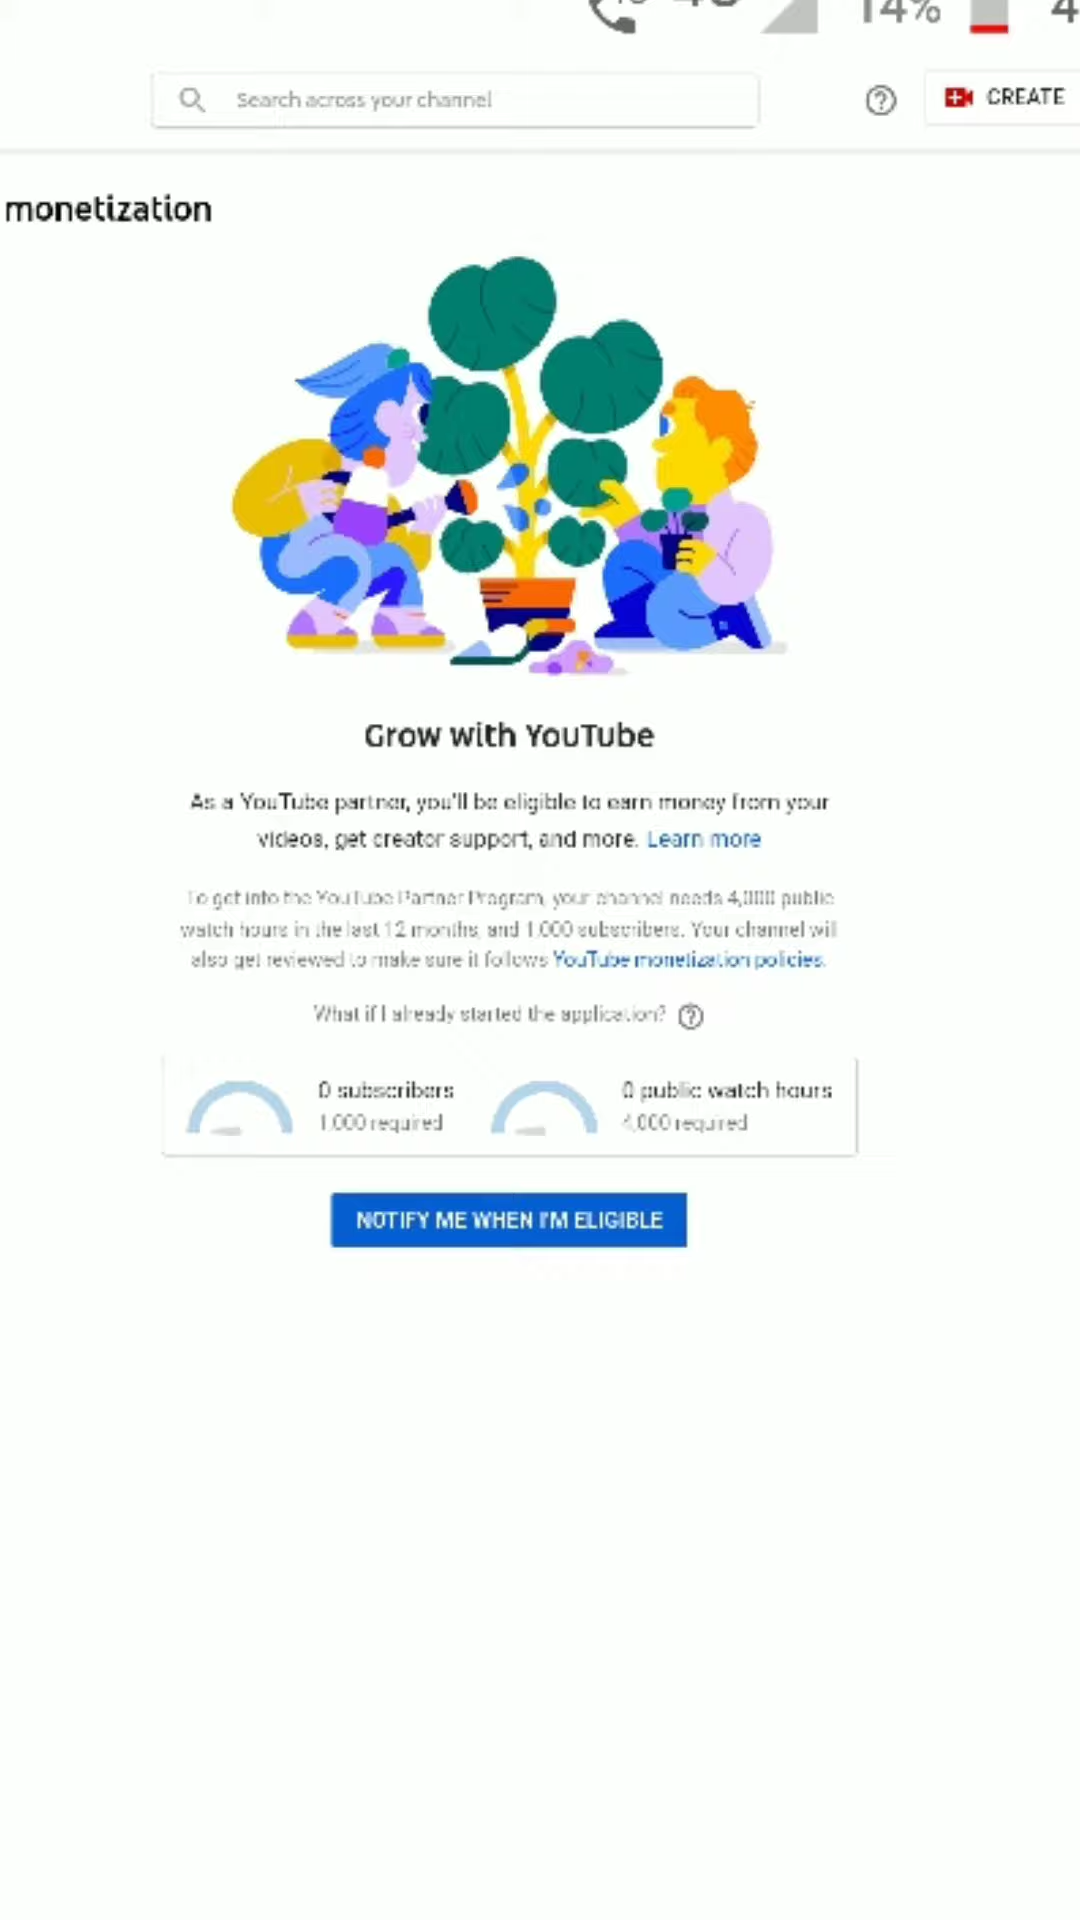 14%
Search across your channel
CREATE
monetization
Grow with YouTube
As a YouTube partner, you'll be eligible to earn money from your
videos, get creator support, and more. Learn more
To get into the YouTube Partner Program, your channel needs 4,000 public
watch hours in the last 12 months, and 1,000 subscribers. Your channel will
also get reviewed to make sure it follows YouTube monetization policies.
What if I already started the application?
0 subscribers
1,000 required
0 public watch hours
4,000 required
NOTIFY ME WHEN I'M ELIGIBLE